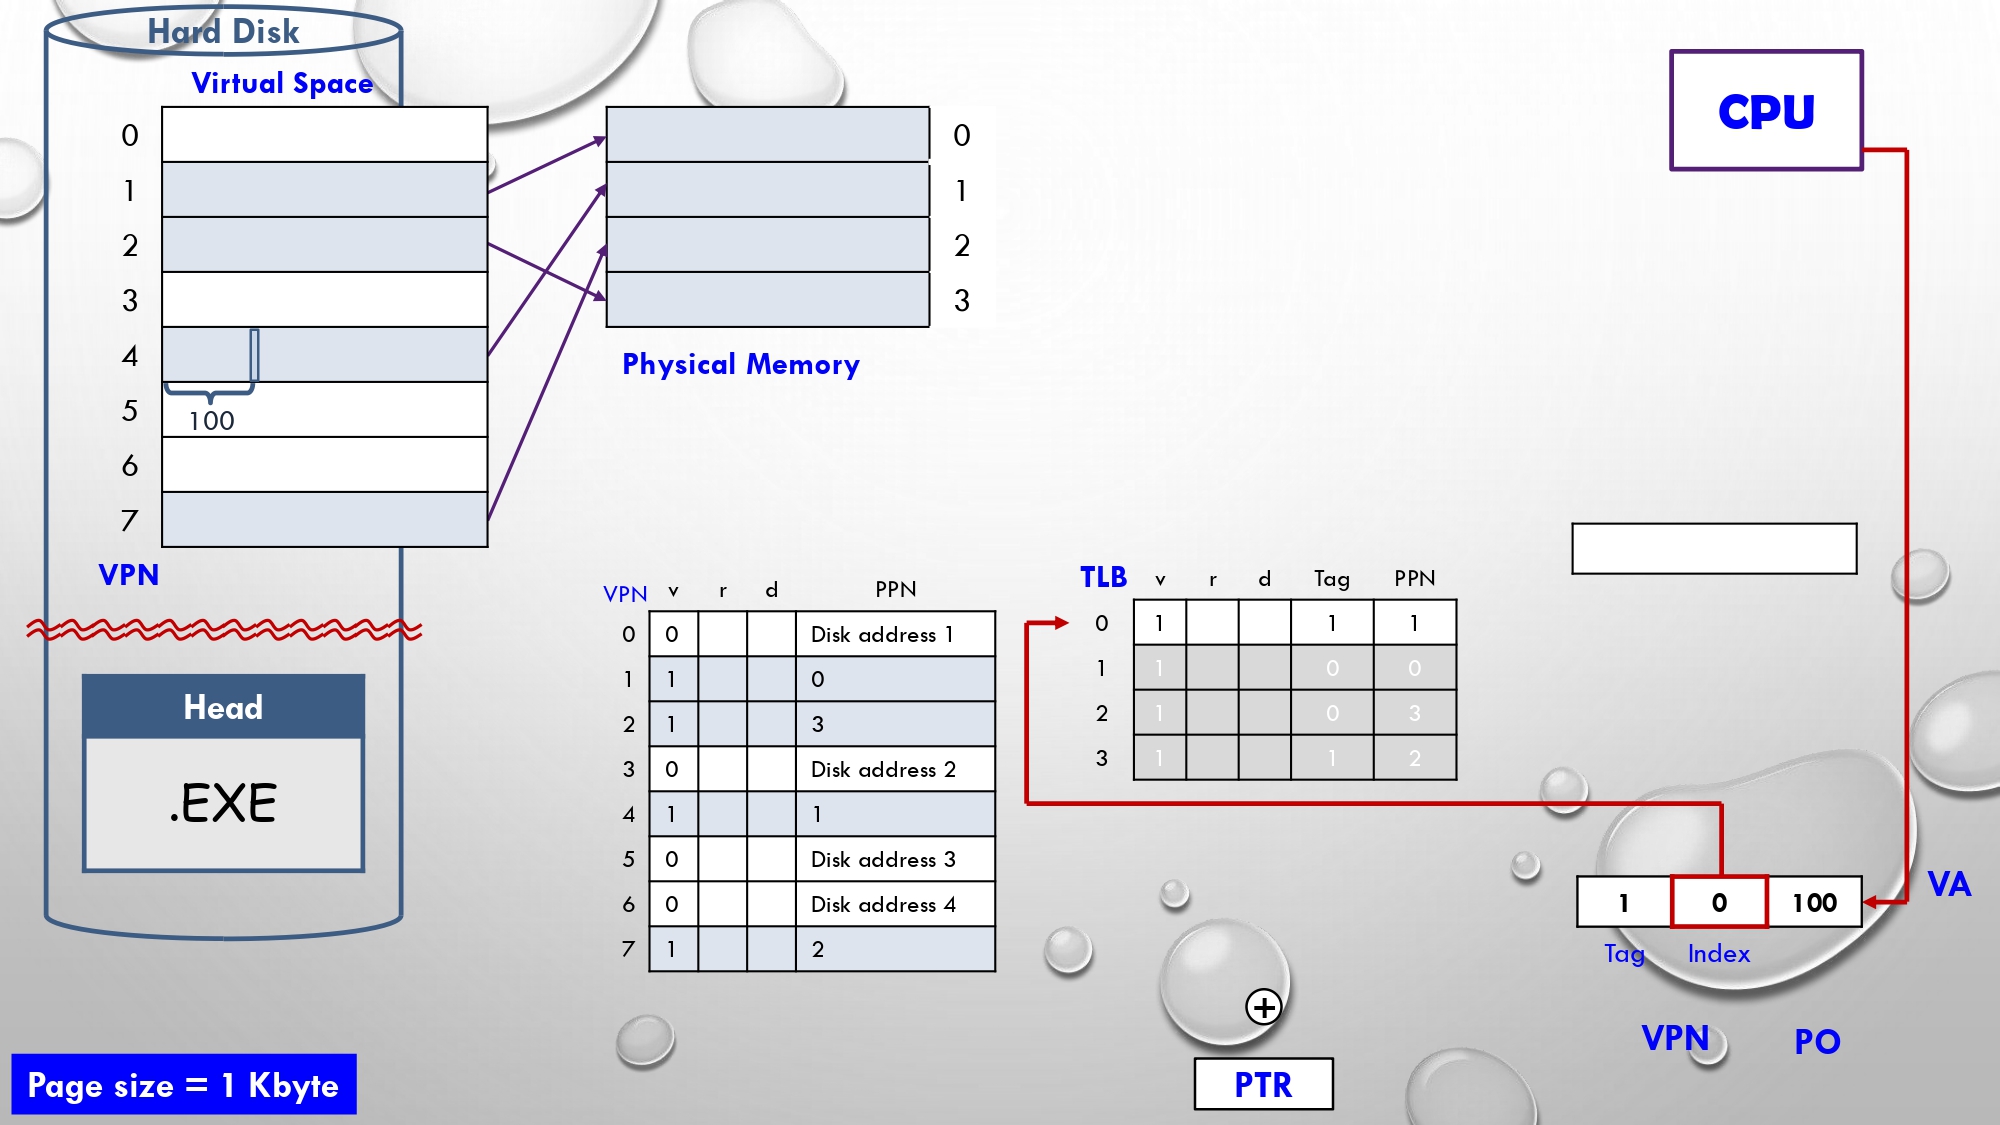 Hard Disk
Virtual Space
0
1
2
3
4
5
6
7
100
VPN
0
1
2
3
Physical Memory
CPU
Head
.EXE
Page size = 1 Kbyte
VPN v r d PPN
0 0 Disk address 1
1 1 0
2 1 3
3 0 Disk address 2
4 1 1
5 0 Disk address 3
6 0 Disk address 4
7 1 2
TLB v r d Tag PPN
0 1 1 1
1 1 0 0
2 1 0 3
3 1 1 2
VA
1 0 100
Tag Index
VPN PO
+
PTR